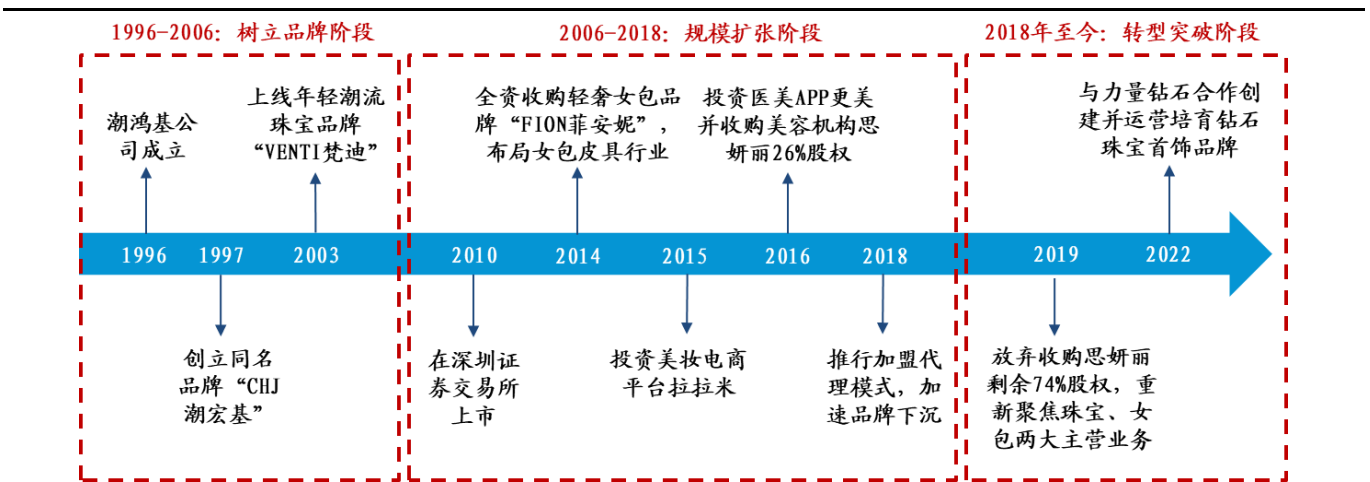 1996-2006: 树立品牌阶段
2006-2018: 规模扩张阶段
2018年至今: 转型突破阶段
潮鸿基公
司成立
上线年轻潮流
珠宝品牌
“VENTI梵迪”
全资收购轻奢女包品
牌“FION菲安妮”,
布局女包皮具行业
投资医美APP更美
并收购美容机构思
妍丽26%股权
与力量钻石合作创
建并运营培育钻石
珠宝首饰品牌
1996
1997
2003
2010
2014
2015
2016
2018
2019
2022
创立同名
品牌“CHJ
潮宏基”
在深圳证
券交易所
上市
投资美妆电商
平台拉拉米
推行加盟代
理模式, 加
速品牌下沉
放弃收购思妍丽
剩余74%股权, 重
新聚焦珠宝、女
包两大主营业务